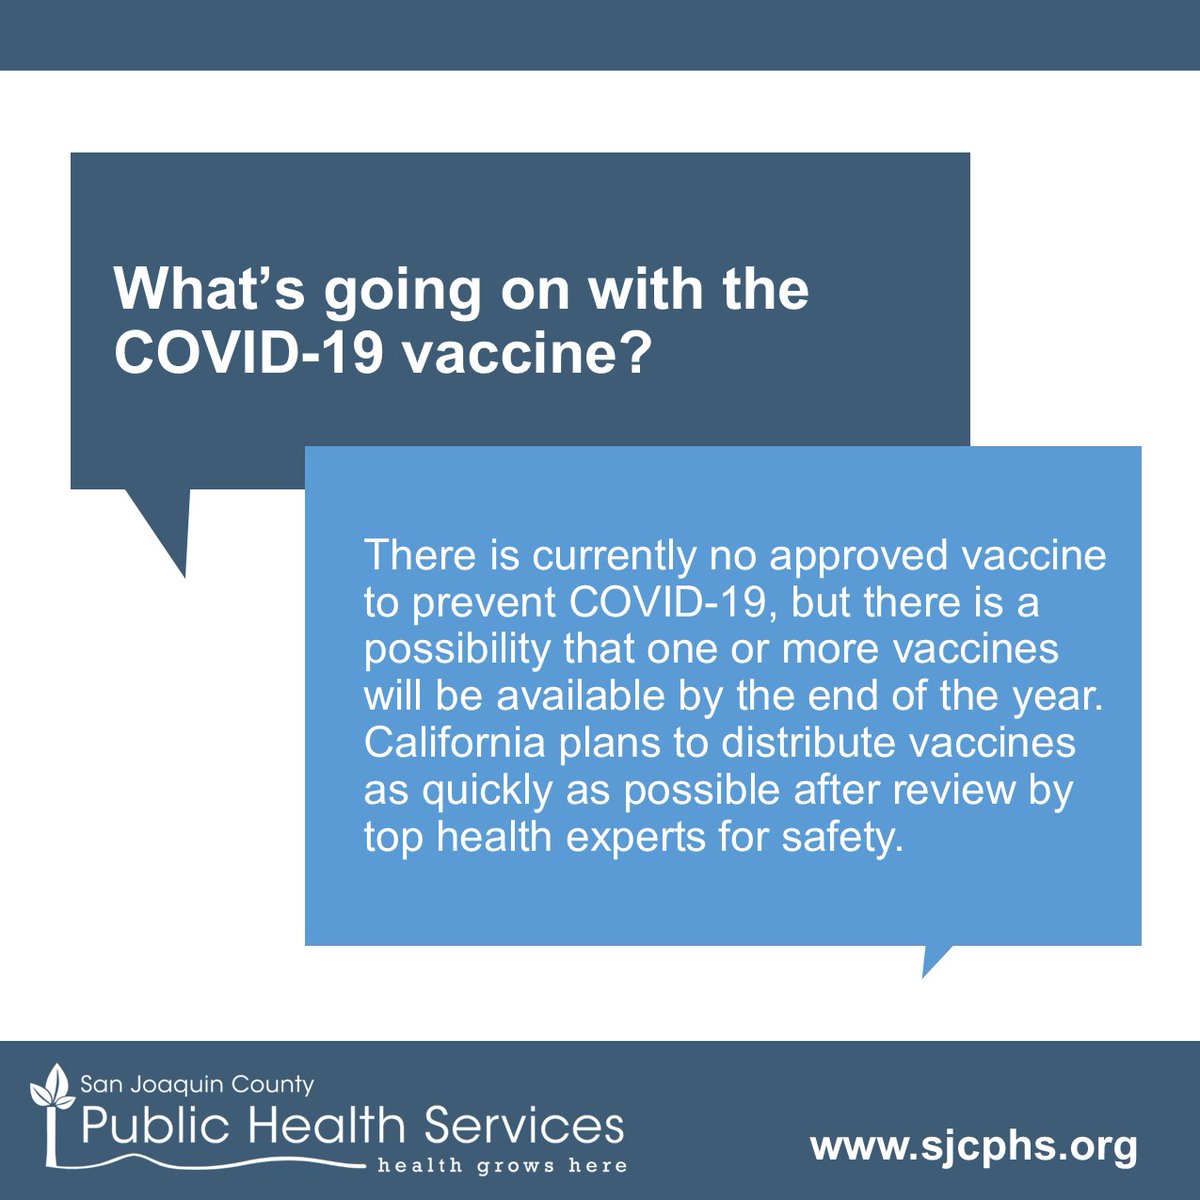 What’s going on with the
COVID-19 vaccine?
There is currently no approved vaccine
to prevent COVID-19, but there is a
possibility that one or more vaccines
will be available by the end of the year.
California plans to distribute vaccines
as quickly as possible after review by
top health experts for safety.
San Joaquin County
Public Health Services
health grows here
www.sjcphs.org